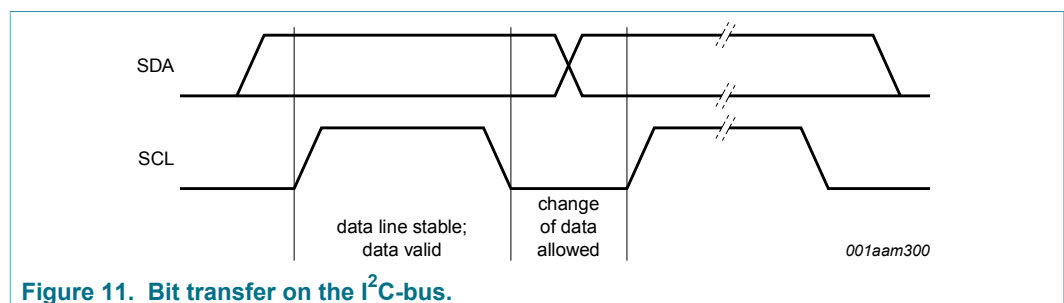 SDA
SCL
data line stable;
data valid
change
of data
allowed
001aam300
Figure 11. Bit transfer on the I²C-bus.